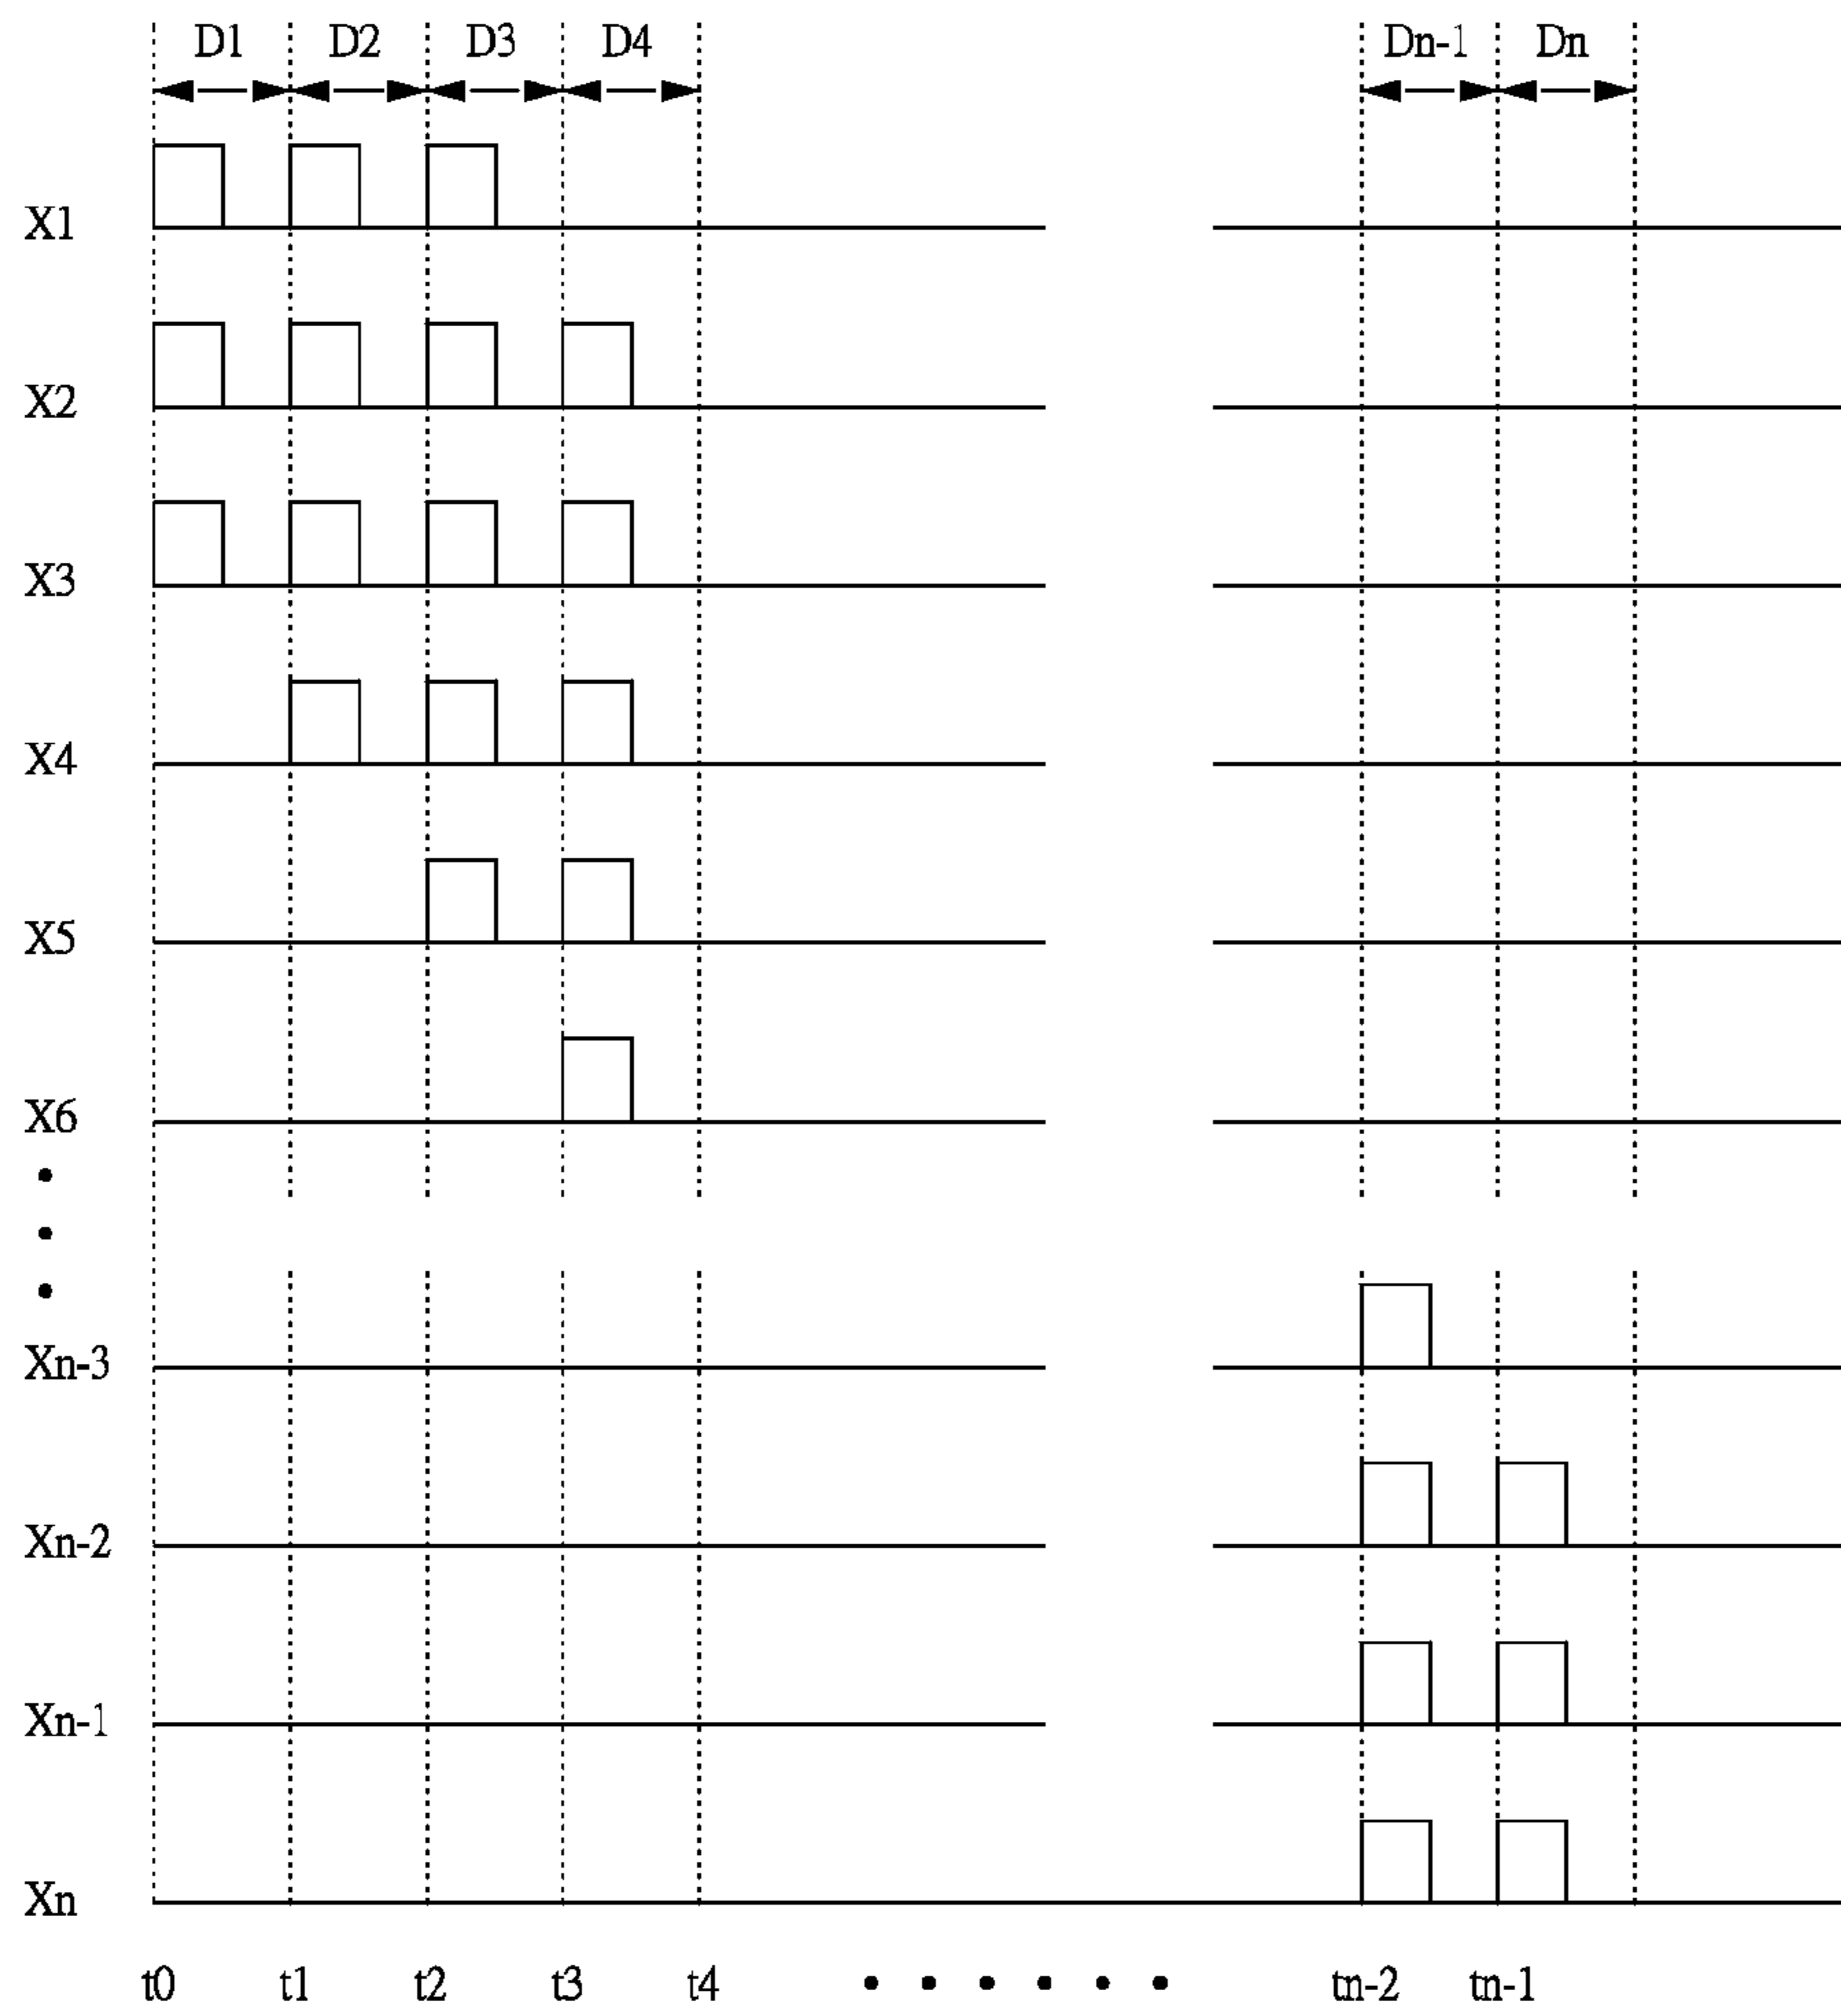 D1 D2 D3 D4 Dn-1 Dn
X1
X2
X3
X4
X5
X6
Xn-3
Xn-2
Xn-1
Xn
t0 t1 t2 t3 t4 tn-2 tn-1